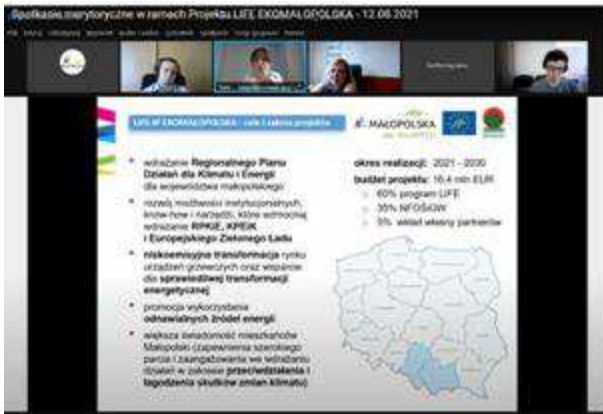 Spotkanie merytoryczne w ramach Projektu LIFE EKOMAŁOPOLSKA - 12.08.2021
LIFE IP EKOMAŁOPOLSKA - cele i zakres projektu
MAŁOPOLSKA
wdrażanie Regionalnego Planu
Działań dla Klimatu i Energii
dla województwa małopolskiego
rozwój możliwości instytucjonalnych,
know-how i narzędzi, które wzmocnią
wdrażanie RPKiE, KPEiK
i Europejskiego Zielonego Ładu
niskoemisyjna transformacja rynku
urządzeń grzewczych oraz wsparcie
dla sprawiedliwej transformacji
energetycznej
promocja wykorzystania
odnawialnych źródeł energii
większa świadomość mieszkańców
Małopolski (zapewnienia szerokiego
parcia i zaangażowania we wdrażaniu
działań w zakresie przeciwdziałania i
łagodzenia skutków zmian klimatu)
okres realizacji: 2021 - 2030
budżet projektu: 16,4 mln EUR
60% program LIFE
35% NFOŚiGW
5% wkład własny partnerów